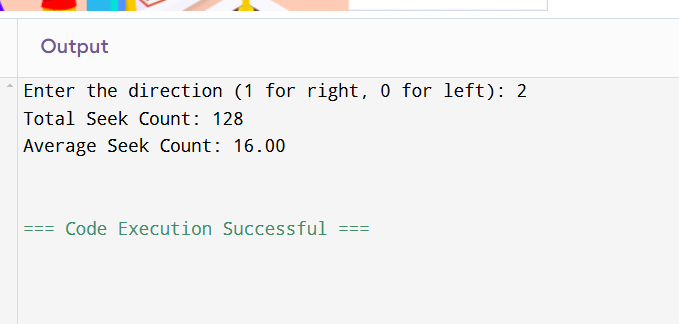 Output
Enter the direction (1 for right, 0 for left): 2
Total Seek Count: 128
Average Seek Count: 16.00
=== Code Execution Successful ===